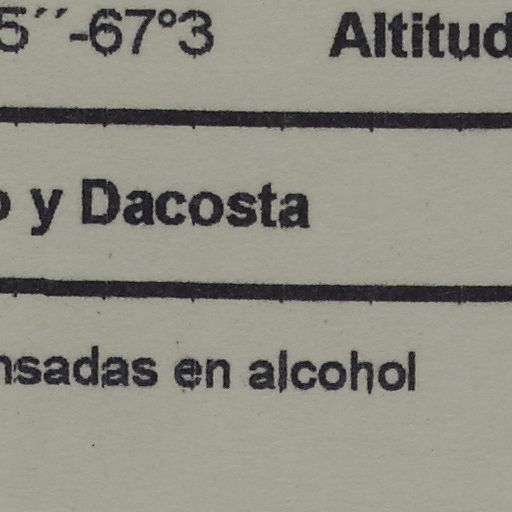 5´´-67°3 Altitud
o y Dacosta
nsadas en alcohol